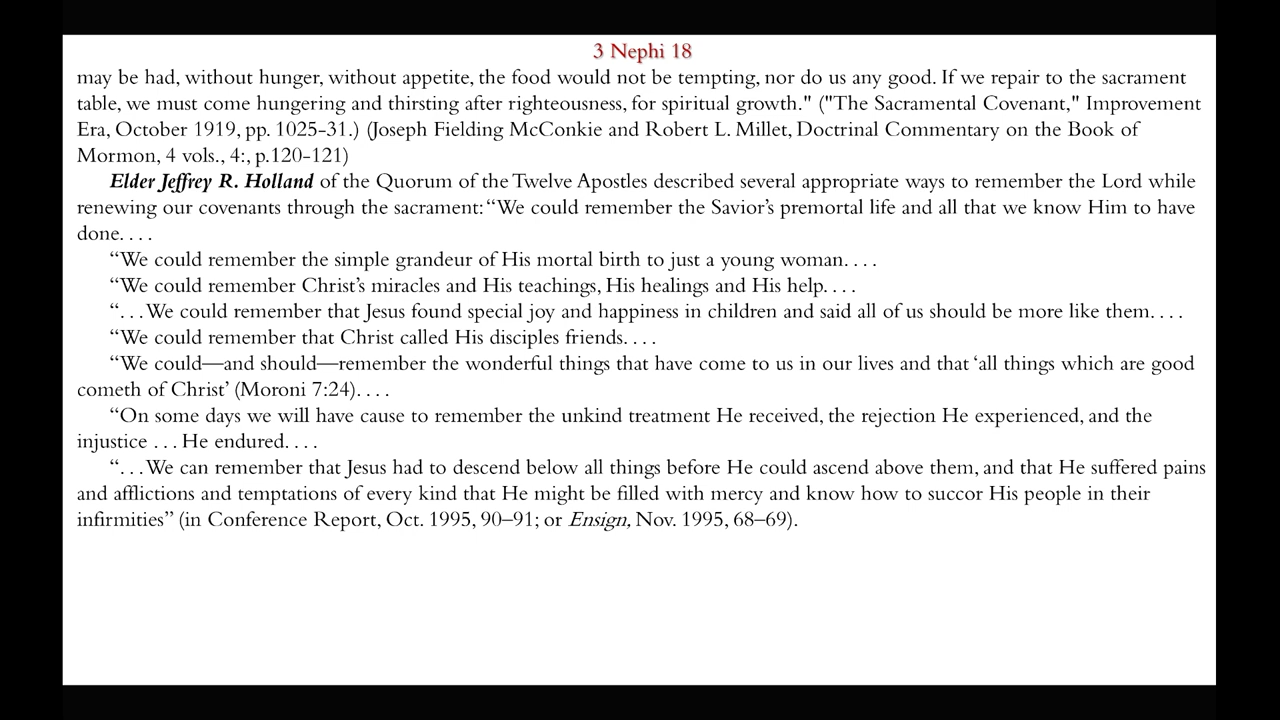 3 Nephi 18
may be had, without hunger, without appetite, the food would not be tempting, nor do us any good. If we repair to the sacrament
table, we must come hungering and thirsting after righteousness, for spiritual growth." ("The Sacramental Covenant," Improvement
Era, October 1919, pp. 1025-31.) (Joseph Fielding McConkie and Robert L. Millet, Doctrinal Commentary on the Book of
Mormon, 4 vols., 4:, p.120-121)
Elder Jeffrey R. Holland of the Quorum of the Twelve Apostles described several appropriate ways to remember the Lord while
renewing our covenants through the sacrament: “We could remember the Savior’s premortal life and all that we know Him to have
done. . . .
“We could remember the simple grandeur of His mortal birth to just a young woman. . . .
“We could remember Christ’s miracles and His teachings, His healings and His help. . . .
“. . . We could remember that Jesus found special joy and happiness in children and said all of us should be more like them. . . .
“We could remember that Christ called His disciples friends. . . .
“We could—and should—remember the wonderful things that have come to us in our lives and that ‘all things which are good
cometh of Christ’ (Moroni 7:24). . . .
“On some days we will have cause to remember the unkind treatment He received, the rejection He experienced, and the
injustice . . . He endured. . . .
“. . . We can remember that Jesus had to descend below all things before He could ascend above them, and that He suffered pains
and afflictions and temptations of every kind that He might be filled with mercy and know how to succor His people in their
infirmities” (in Conference Report, Oct. 1995, 90–91; or Ensign, Nov. 1995, 68–69).